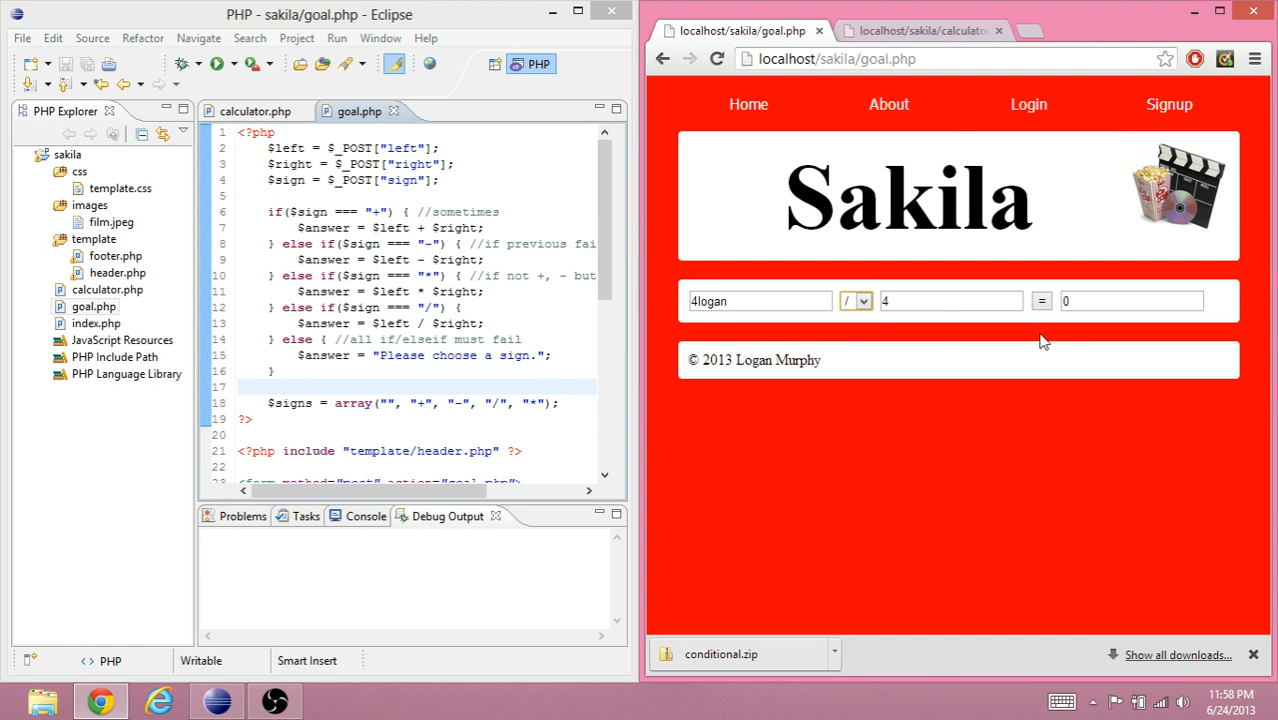 PHP - sakila/goal.php - Eclipse
File Edit Source Refactor Navigate Search Project Run Window Help
PHP
PHP Explorer
sakila
css
template.css
images
film.jpeg
template
footer.php
header.php
calculator.php
goal.php
index.php
JavaScript Resources
PHP Include Path
PHP Language Library
calculator.php goal.php
1 <?php
2 $left = $_POST["left"];
3 $right = $_POST["right"];
4 $sign = $_POST["sign"];
5
6 if($sign === "+") { //sometimes
7 $answer = $left + $right;
8 } else if($sign === "-") { //if previous fai
9 $answer = $left - $right;
10 } else if($sign === "*") { //if not +, - but
11 $answer = $left * $right;
12 } else if($sign === "/") {
13 $answer = $left / $right;
14 } else { //all if/elseif must fail
15 $answer = "Please choose a sign.";
16 }
17
18 $signs = array("", "+", "-", "/", "*");
19 ?>
20
21 <?php include "template/header.php" ?>
22
23 <form method="post" action="goal.php">
Problems Tasks Console Debug Output
PHP Writable Smart Insert
localhost/sakila/goal.php localhost/sakila/calculato
localhost/sakila/goal.php
Home About Login Signup
Sakila
4logan / 4 = 0
© 2013 Logan Murphy
conditional.zip Show all downloads...
11:58 PM
6/24/2013